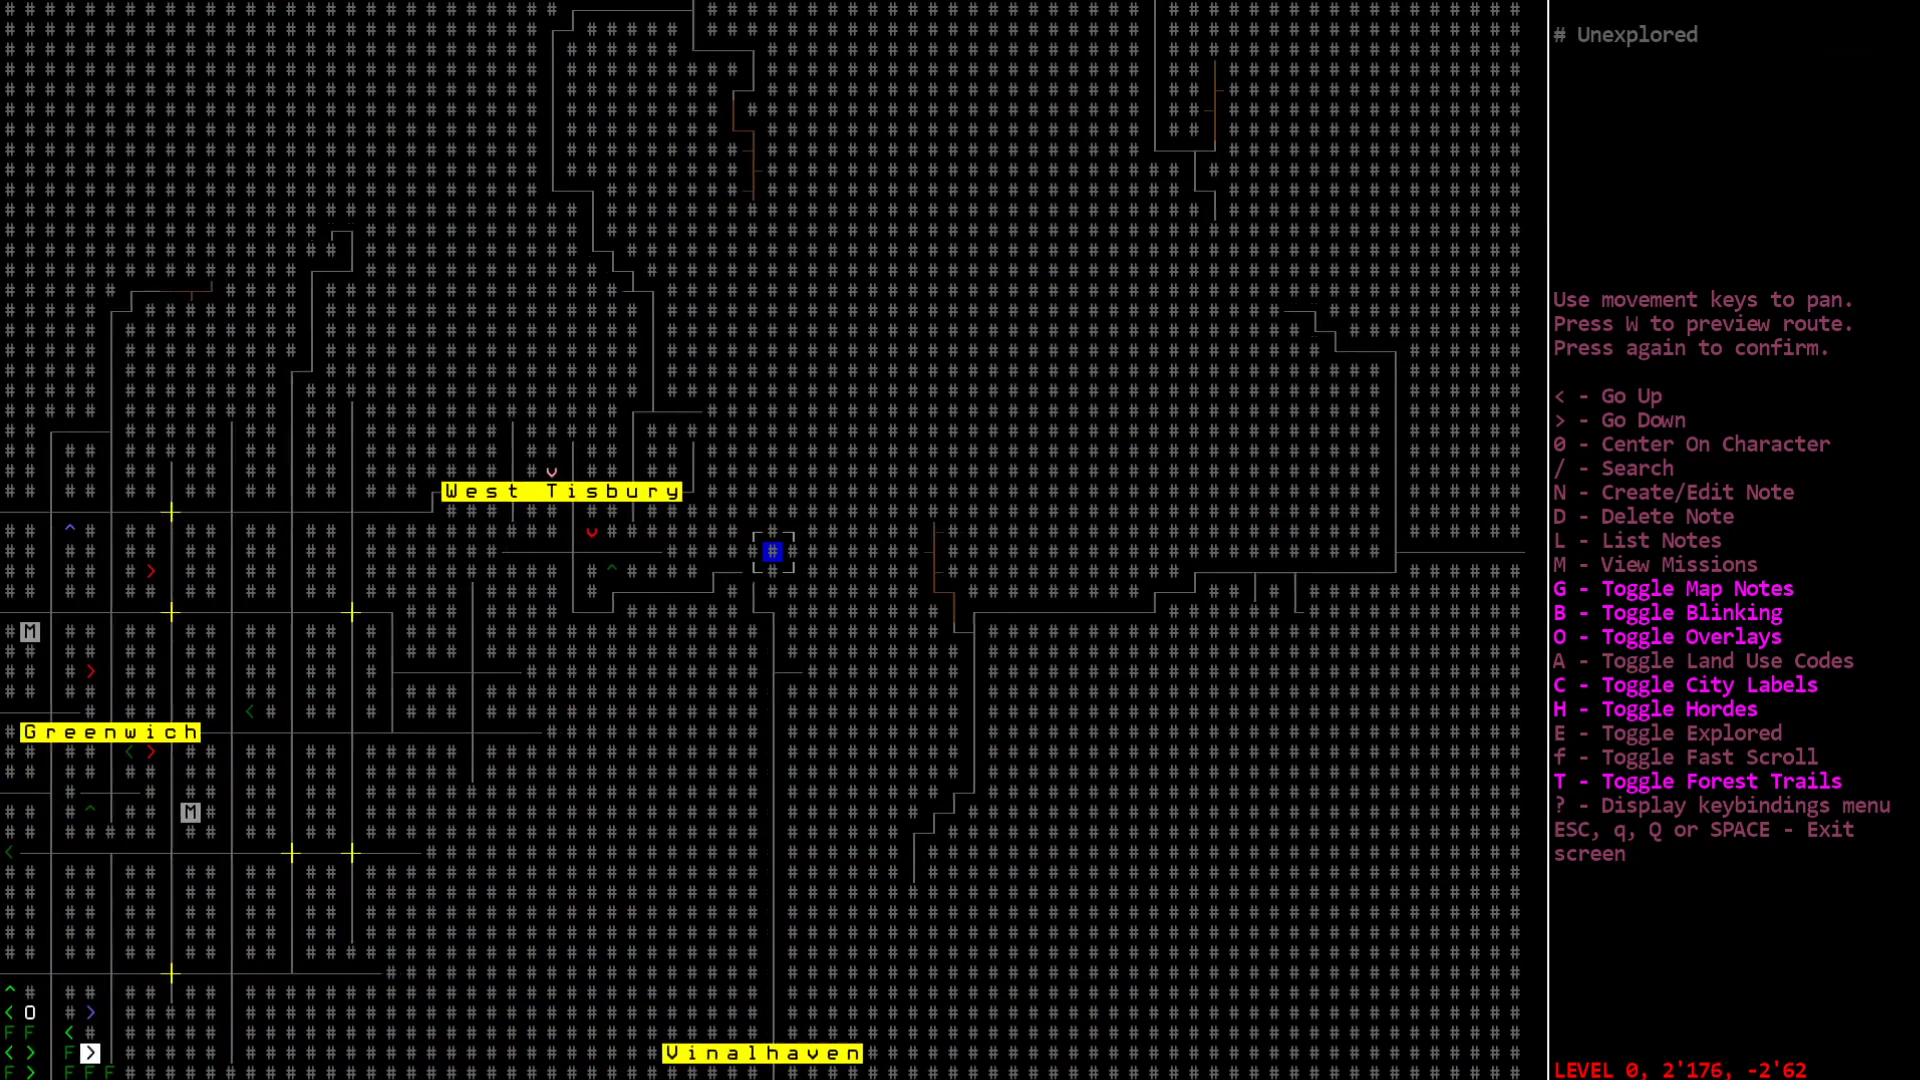 # Unexplored
Use movement keys to pan.
Press W to preview route.
Press again to confirm.
< - Go Up
> - Go Down
0 - Center On Character
/ - Search
N - Create/Edit Note
D - Delete Note
L - List Notes
M - View Missions
G - Toggle Map Notes
B - Toggle Blinking
O - Toggle Overlays
A - Toggle Land Use Codes
C - Toggle City Labels
H - Toggle Hordes
E - Toggle Explored
f - Toggle Fast Scroll
T - Toggle Forest Trails
? - Display keybindings menu
ESC, q, Q or SPACE - Exit
screen
West Tisbury
M
Greenwich
M
O
F F
F
Vinalhaven
F F F F
LEVEL 0, 2'176, -2'62